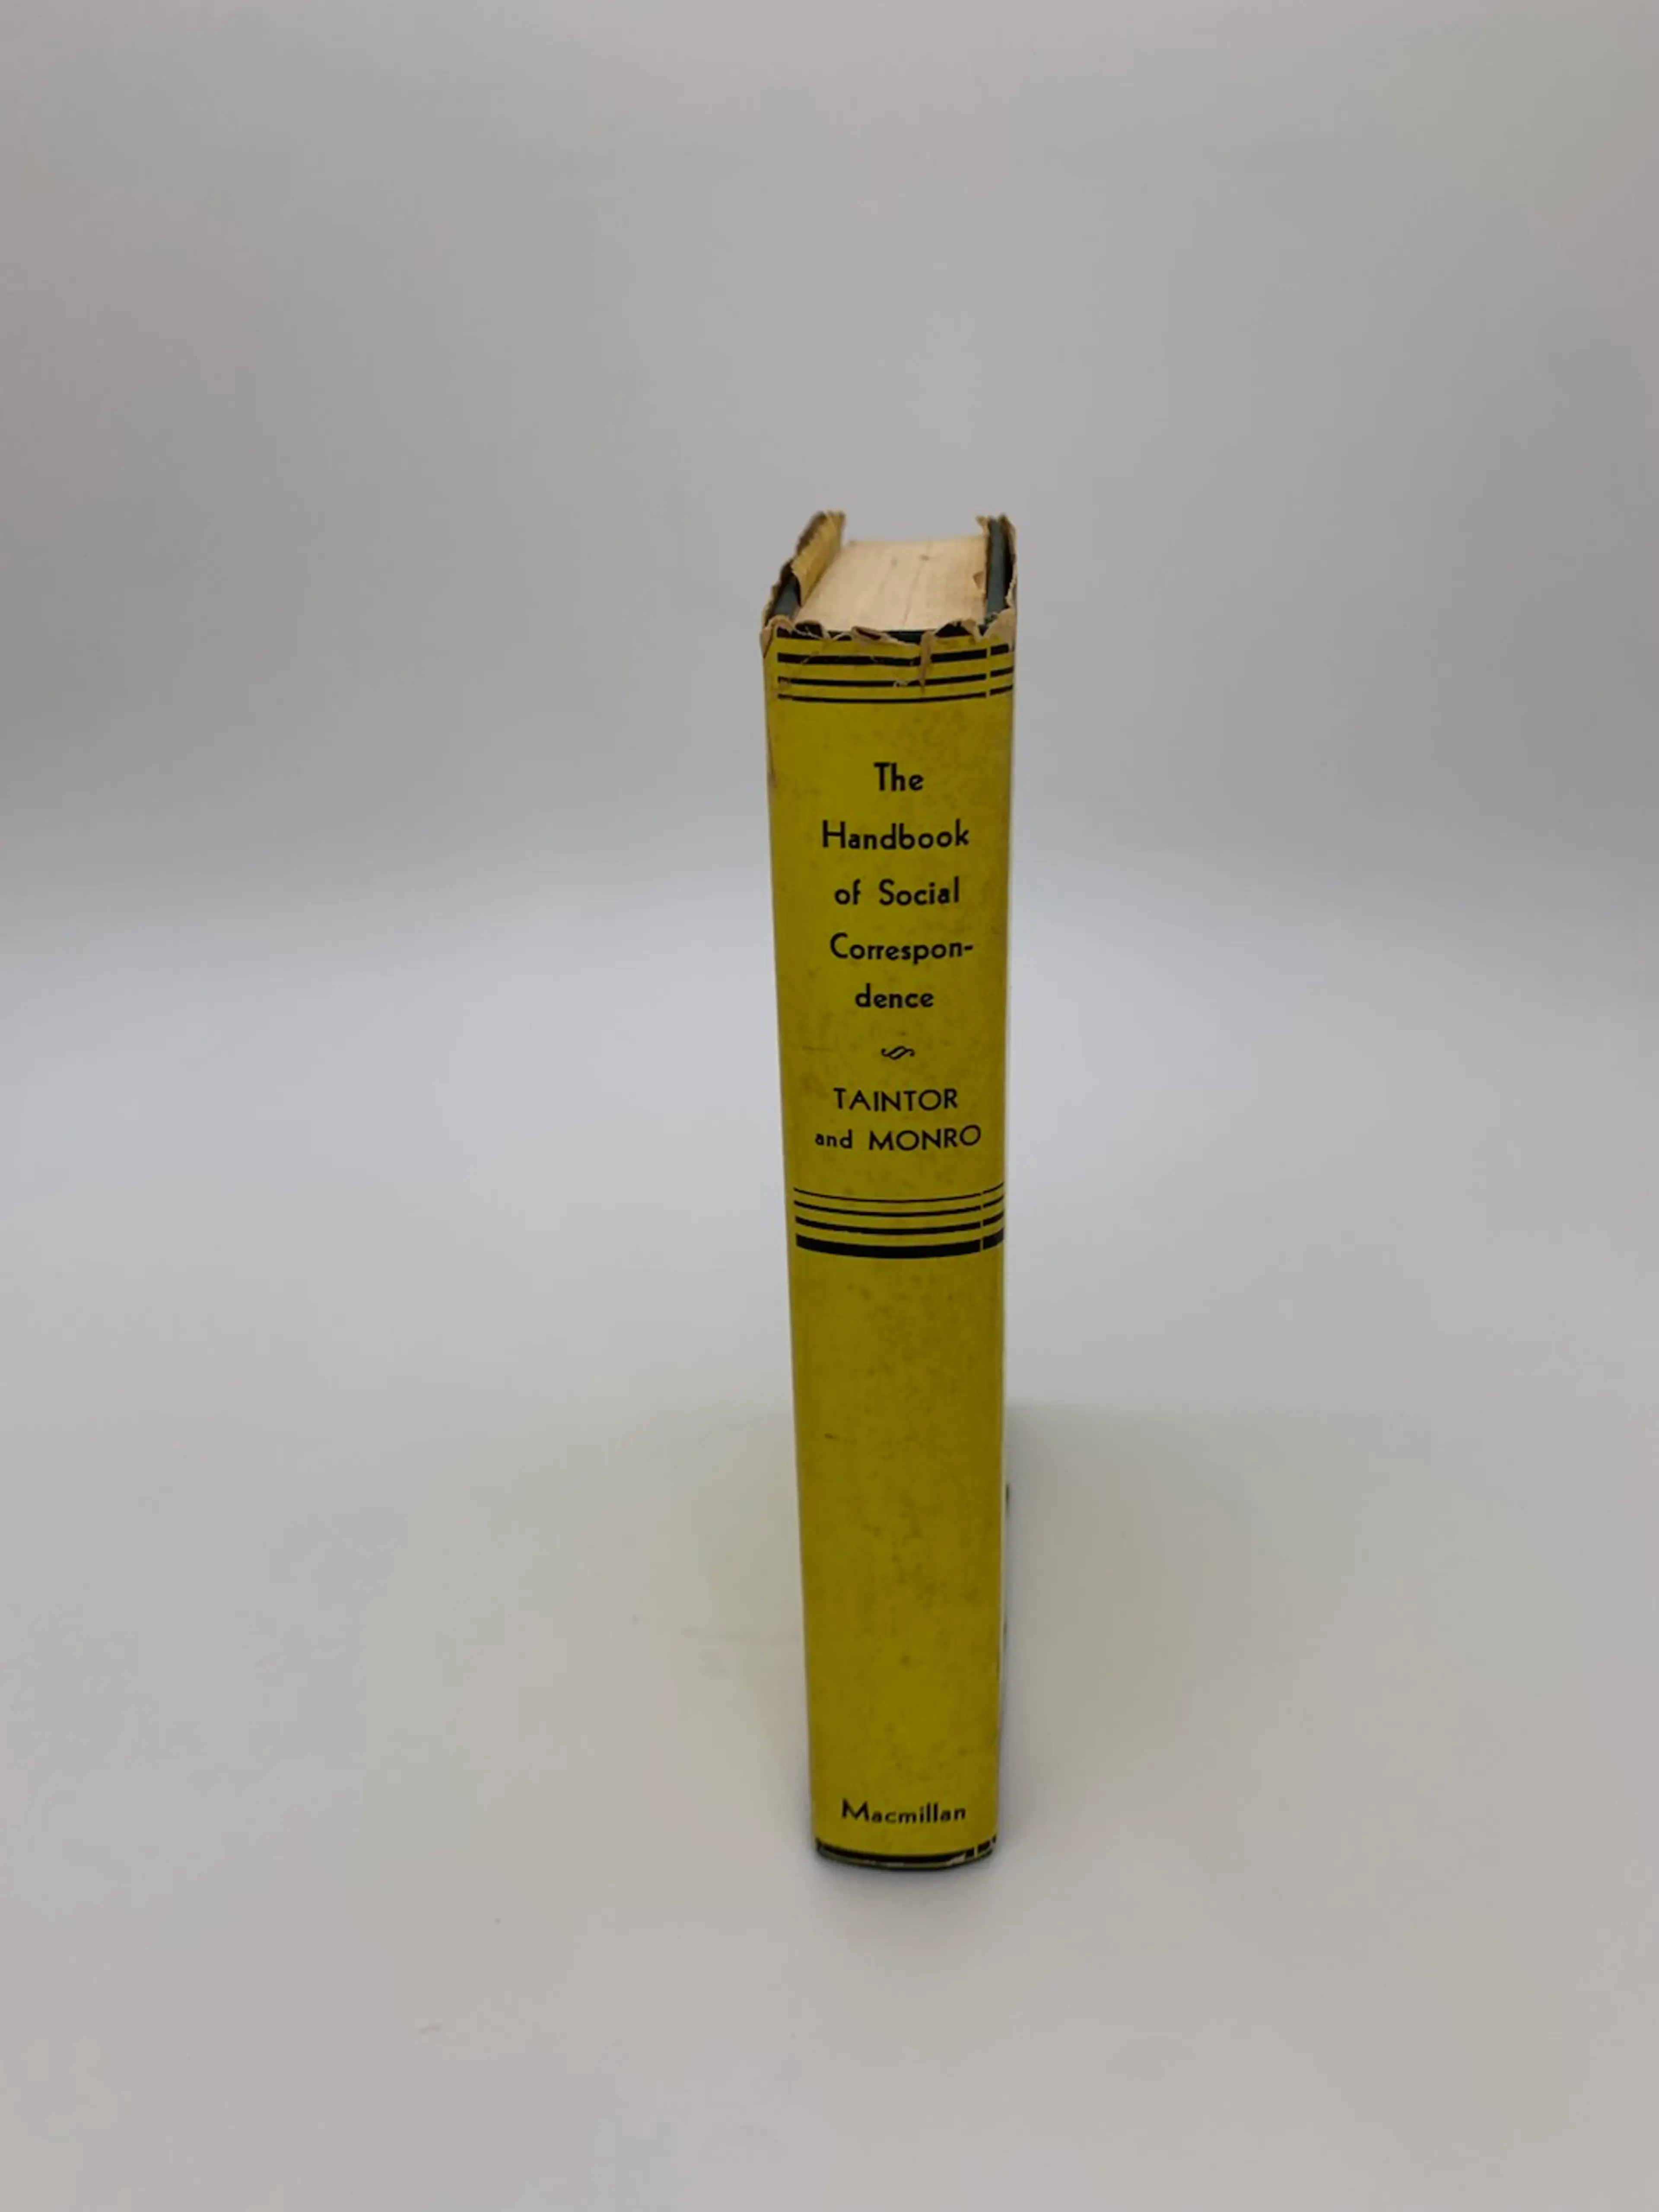 The
Handbook
of Social
Correspon-
dence
TAINTOR
and MONRO
Macmillan